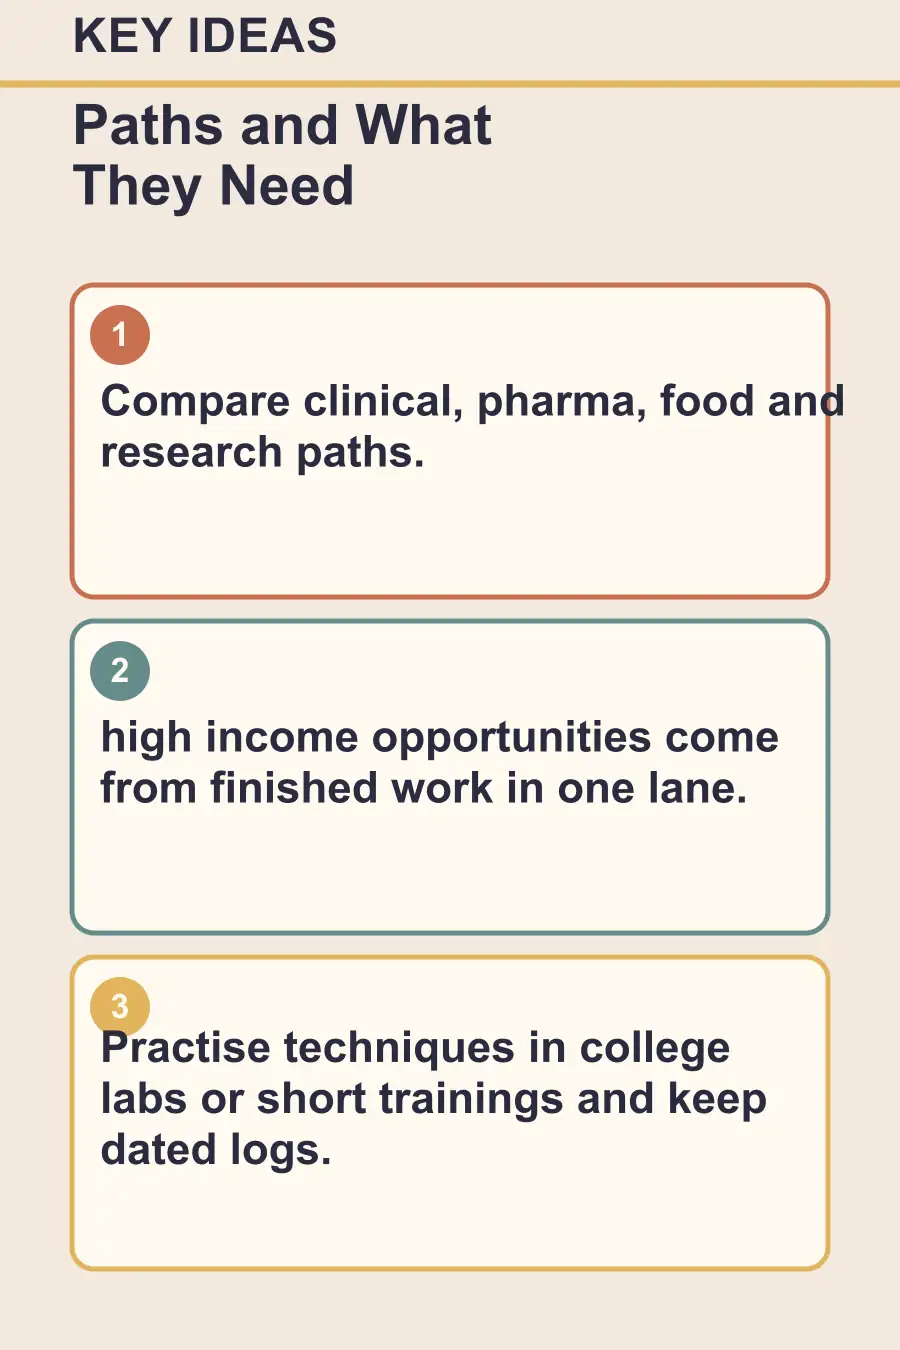 KEY IDEAS
Paths and What
They Need
1
Compare clinical, pharma, food and
research paths.
2
high income opportunities come
from finished work in one lane.
3
Practise techniques in college
labs or short trainings and keep
dated logs.